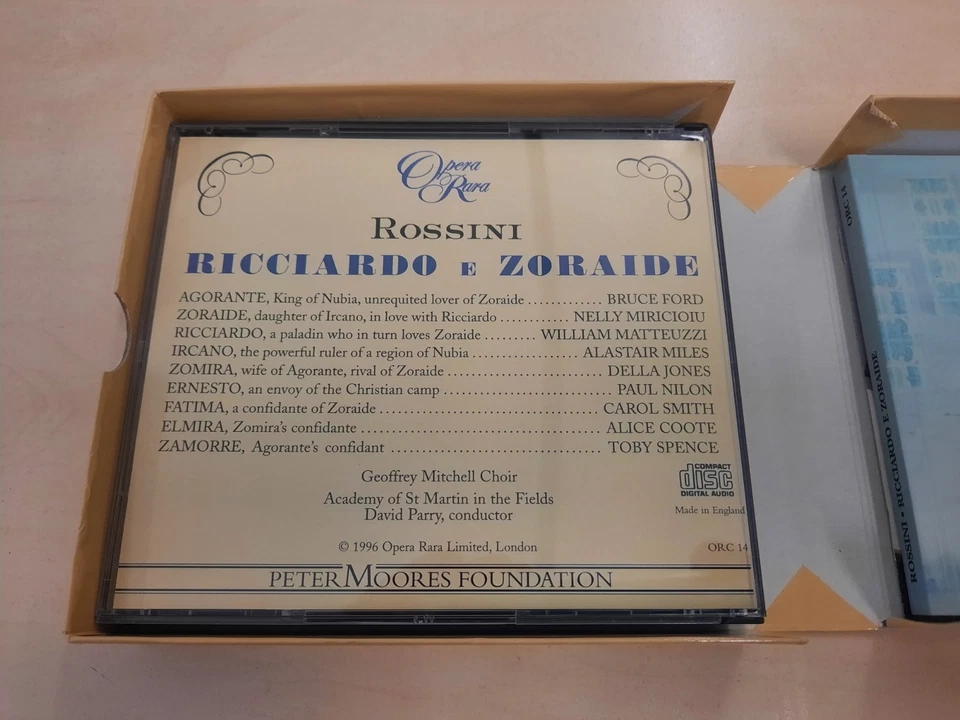 Opera
Rara
ROSSINI
RICCIARDO E ZORAIDE
AGORANTE, King of Nubia, unrequited lover of Zoraide ............. BRUCE FORD
ZORAIDE, daughter of Ircano, in love with Ricciardo ............ NELLY MIRICIOIU
RICCIARDO, a paladin who in turn loves Zoraide ......... WILLIAM MATTEUZZI
IRCANO, the powerful ruler of a region of Nubia .................. ALASTAIR MILES
ZOMIRA, wife of Agorante, rival of Zoraide ........................... DELLA JONES
ERNESTO, an envoy of the Christian camp .............................. PAUL NILON
FATIMA, a confidante of Zoraide ...................................... CAROL SMITH
ELMIRA, Zomira's confidante .......................................... ALICE COOTE
ZAMORRE, Agorante's confidant .................................... TOBY SPENCE
Geoffrey Mitchell Choir
Academy of St Martin in the Fields
David Parry, conductor
COMPACT
disc
DIGITAL AUDIO
Made in England
© 1996 Opera Rara Limited, London
ORC 14
PETER MOORES FOUNDATION
ORC 14
ROSSINI • RICCIARDO E ZORAIDE